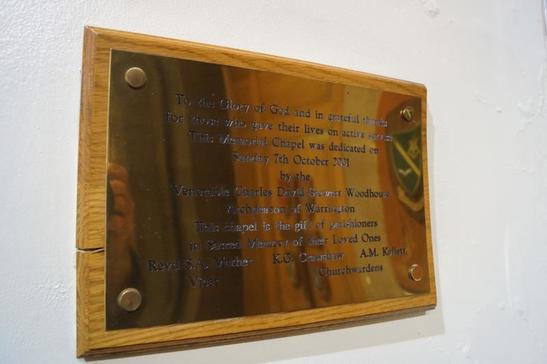 To the Glory of God and in grateful thanks
for those who gave their lives on active service
This Memorial Chapel was dedicated on
Sunday 7th October 2001
by the
Venerable Charles David Stewart Woodhouse
Archdeacon of Warrington
This chapel is the gift of parishioners
in Sacred Memory of their Loved Ones
Revd S.A. K.G. A.M. Kellett
Vicar Churchwardens